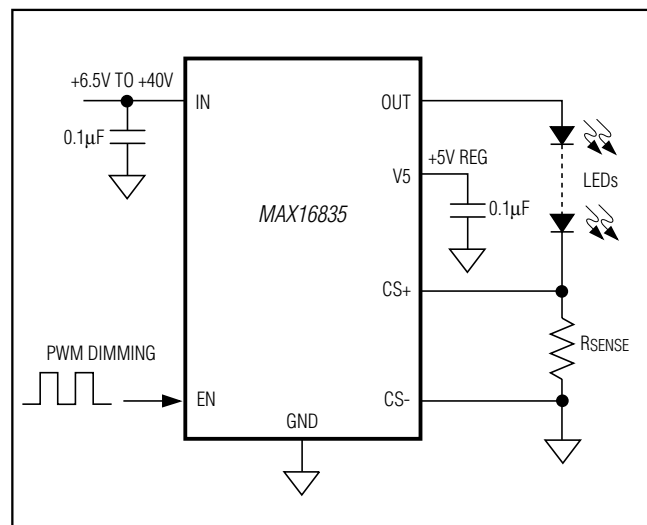 +6.5V TO +40V
IN
0.1µF
OUT
+5V REG
V5
0.1µF
LEDs
MAX16835
CS+
RSENSE
PWM DIMMING
EN
CS-
GND